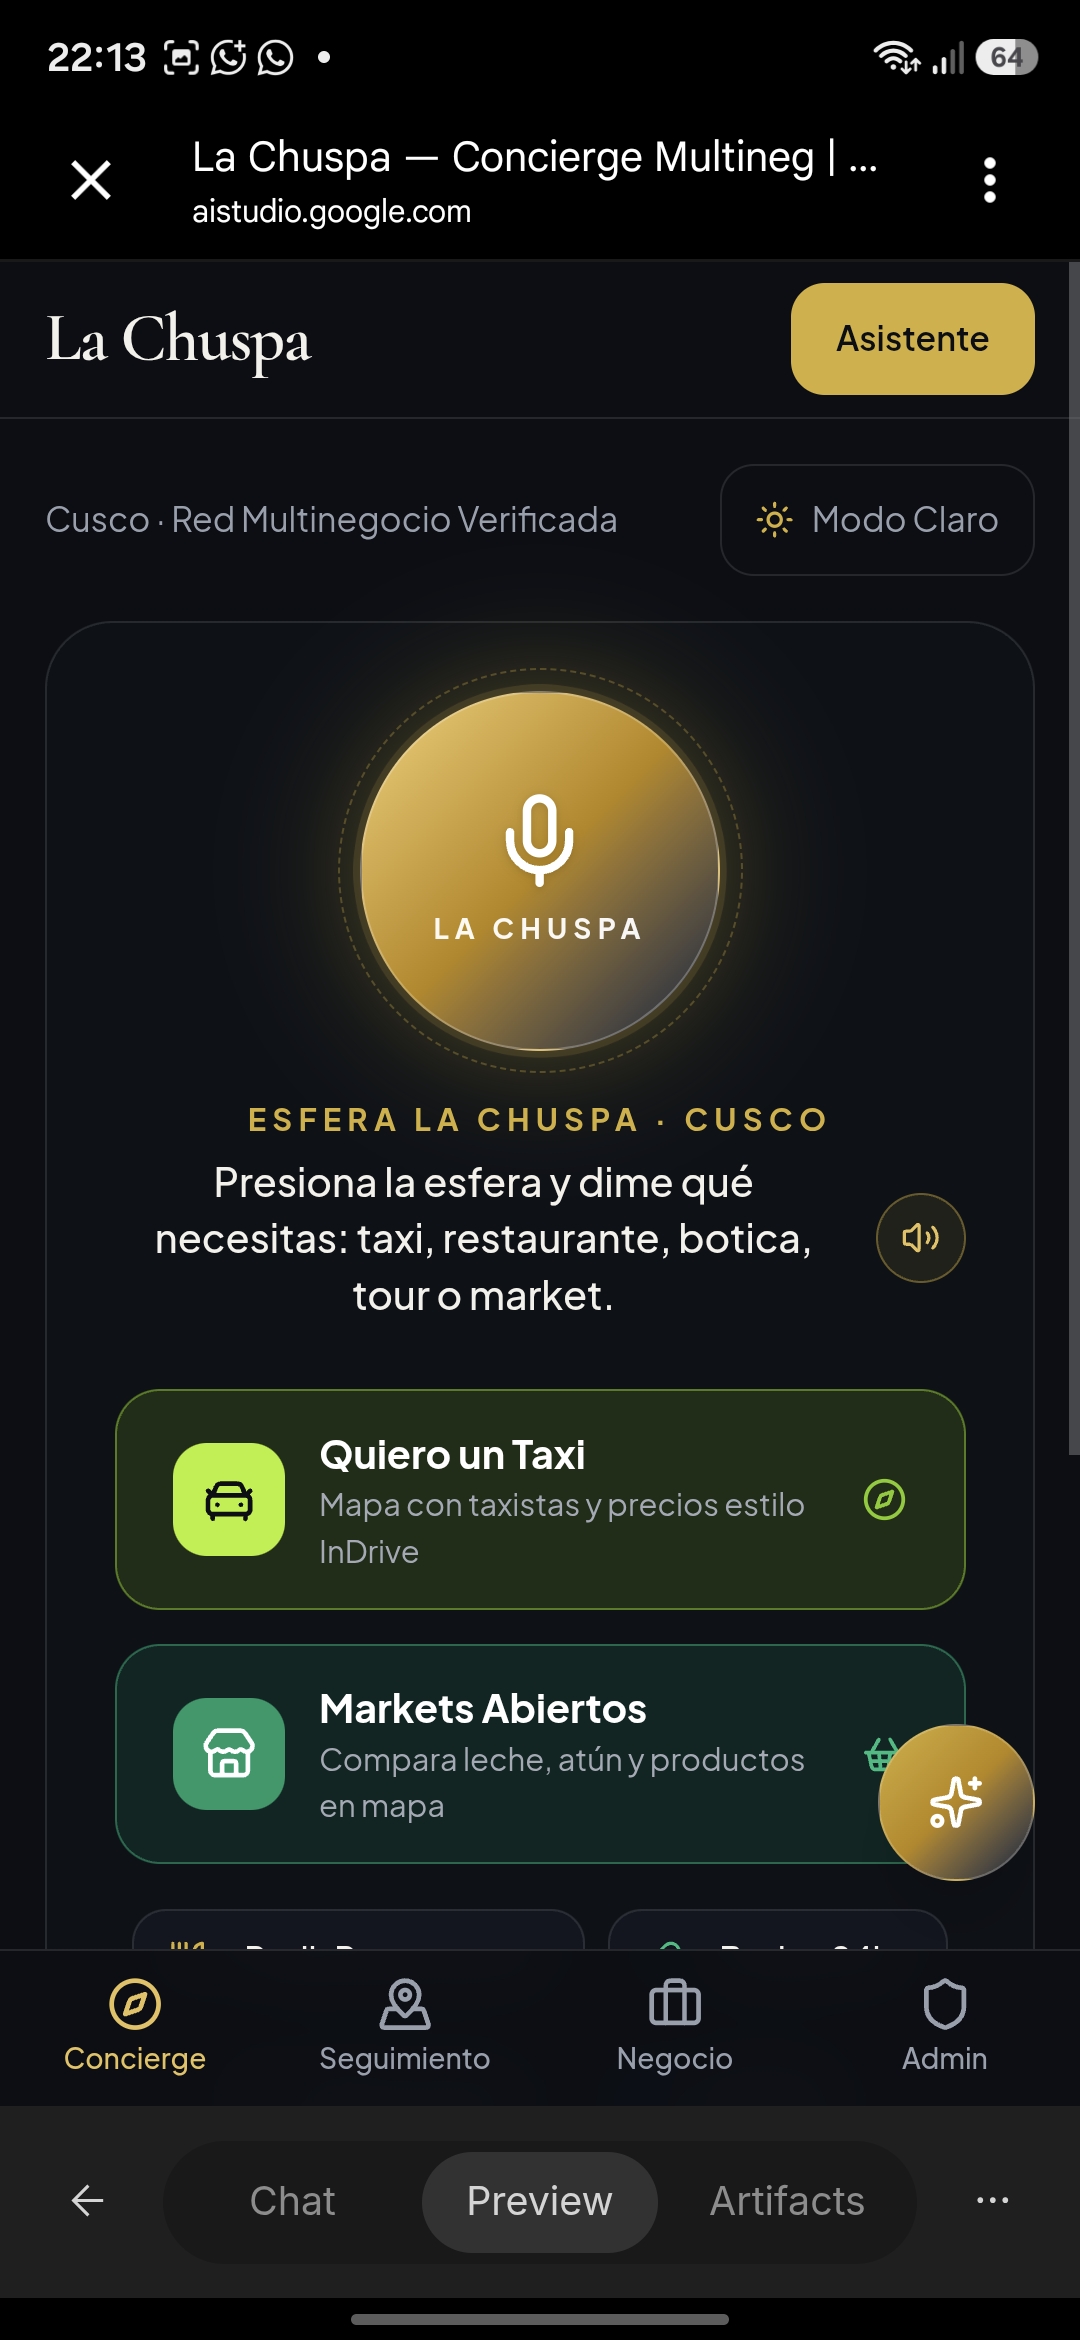 22:13
64
La Chuspa — Concierge Multineg | ...
aistudio.google.com
La Chuspa
Asistente
Cusco · Red Multinegocio Verificada
Modo Claro
LA CHUSPA
ESFERA LA CHUSPA · CUSCO
Presiona la esfera y dime qué
necesitas: taxi, restaurante, botica,
tour o market.
Quiero un Taxi
Mapa con taxistas y precios estilo
InDrive
Markets Abiertos
Compara leche, atún y productos
en mapa
Concierge
Seguimiento
Negocio
Admin
Chat
Preview
Artifacts